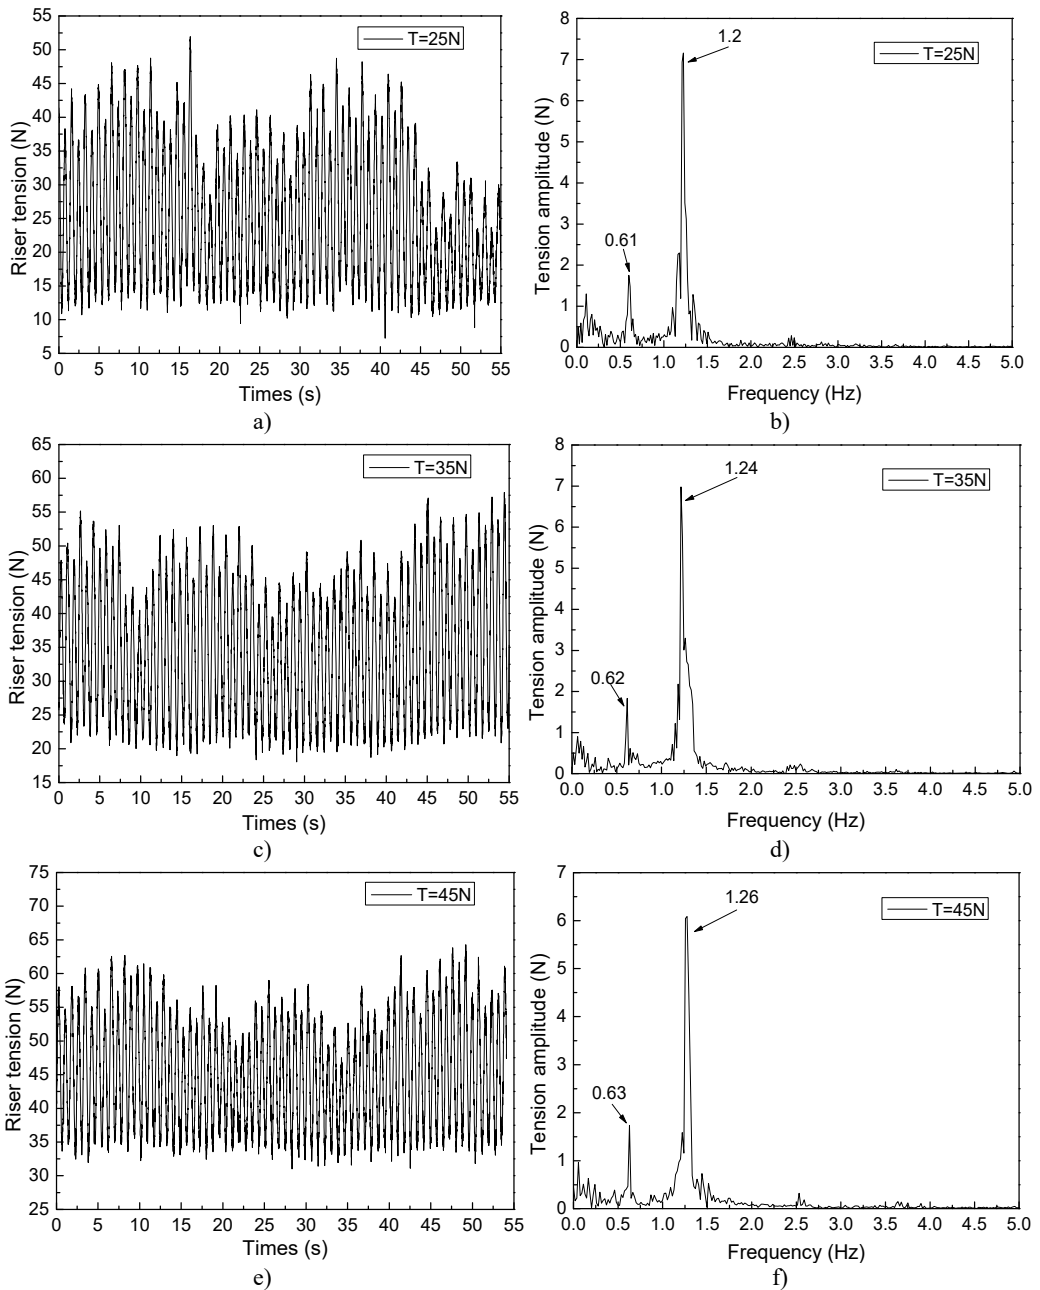 55
50
45
40
35
30
25
20
15
10
5
Riser tension (N)
T=25N
0 5 10 15 20 25 30 35 40 45 50 55
Times (s)
a)
8
7
6
5
4
3
2
1
0
Tension amplitude (N)
1.2
T=25N
0.61
0.0 0.5 1.0 1.5 2.0 2.5 3.0 3.5 4.0 4.5 5.0
Frequency (Hz)
b)
65
60
55
50
45
40
35
30
25
20
15
Riser tension (N)
T=35N
0 5 10 15 20 25 30 35 40 45 50 55
Times (s)
c)
8
7
6
5
4
3
2
1
0
Tension amplitude (N)
1.24
T=35N
0.62
0.0 0.5 1.0 1.5 2.0 2.5 3.0 3.5 4.0 4.5 5.0
Frequency (Hz)
d)
75
70
65
60
55
50
45
40
35
30
25
Riser tension (N)
T=45N
0 5 10 15 20 25 30 35 40 45 50 55
Times (s)
e)
7
6
5
4
3
2
1
0
Tension amplitude (N)
1.26
T=45N
0.63
0.0 0.5 1.0 1.5 2.0 2.5 3.0 3.5 4.0 4.5 5.0
Frequency (Hz)
f)